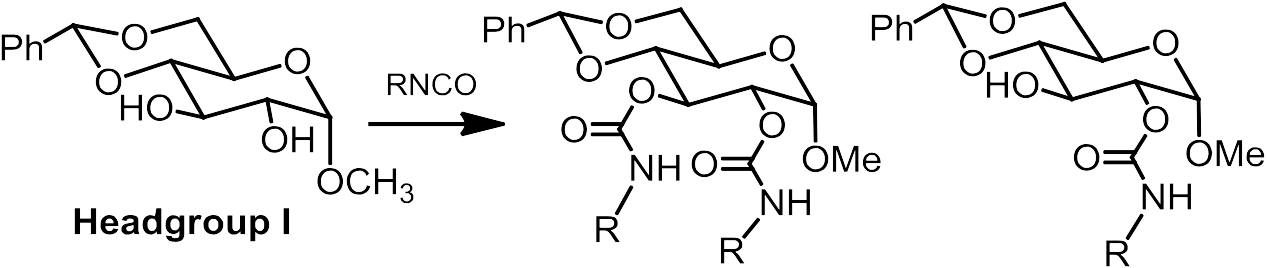 Ph O O O HO OH OCH3
Headgroup I
RNCO
Ph O O O O O O NH R O NH R OMe
Ph O O O HO O O NH R OMe